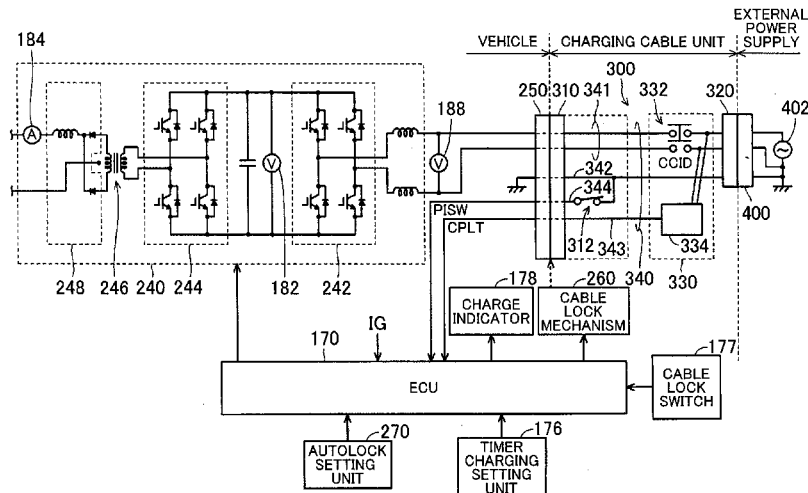 EXTERNAL
POWER
SUPPLY
VEHICLE
CHARGING CABLE UNIT
184
A
250
310
341
300
332
320
402
188
V
CCID
182
V
342
344
PISW
CPLT
312
343
334
340
330
400
248
246
240
244
242
178
CHARGE
INDICATOR
260
CABLE
LOCK
MECHANISM
IG
170
ECU
177
CABLE
LOCK
SWITCH
270
AUTOLOCK
SETTING
UNIT
176
TIMER
CHARGING SETTING
UNIT